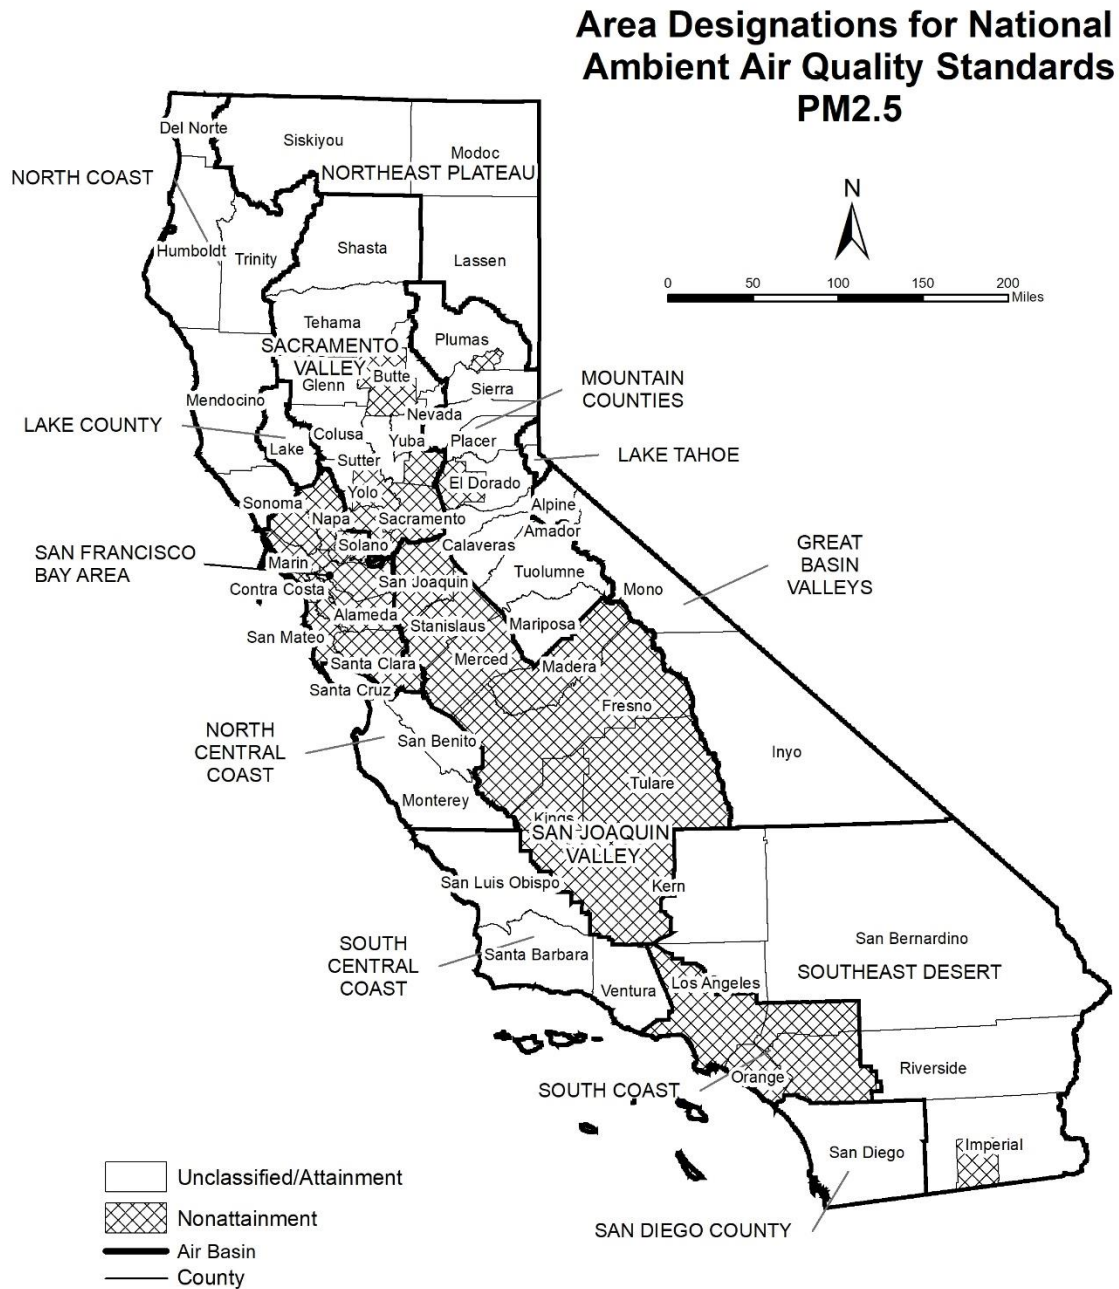 Area Designations for National
Ambient Air Quality Standards
PM2.5
N
0 50 100 150 200
Miles
Del Norte
Siskiyou
Modoc
NORTHEAST PLATEAU
NORTH COAST
Humboldt
Trinity
Shasta
Lassen
Tehama
Plumas
SACRAMENTO
VALLEY
Butte
Glenn
Sierra
MOUNTAIN
COUNTIES
Mendocino
Nevada
LAKE COUNTY
Colusa
Yuba
Placer
Lake
LAKE TAHOE
Sutter
El Dorado
Yolo
Sonoma
Alpine
Napa
Sacramento
Amador
SAN FRANCISCO
BAY AREA
Solano
Calaveras
GREAT
BASIN
VALLEYS
Marin
Tuolumne
Contra Costa
San Joaquin
Mono
Alameda
Stanislaus
Mariposa
San Mateo
Santa Clara
Merced
Madera
Santa Cruz
Fresno
NORTH
CENTRAL
COAST
San Benito
Inyo
Tulare
Monterey
Kings
SAN JOAQUIN
VALLEY
San Luis Obispo
Kern
SOUTH
CENTRAL
COAST
Santa Barbara
San Bernardino
SOUTHEAST DESERT
Ventura
Los Angeles
SOUTH COAST
Orange
Riverside
San Diego
Imperial
SAN DIEGO COUNTY
Unclassified/Attainment
Nonattainment
Air Basin
County